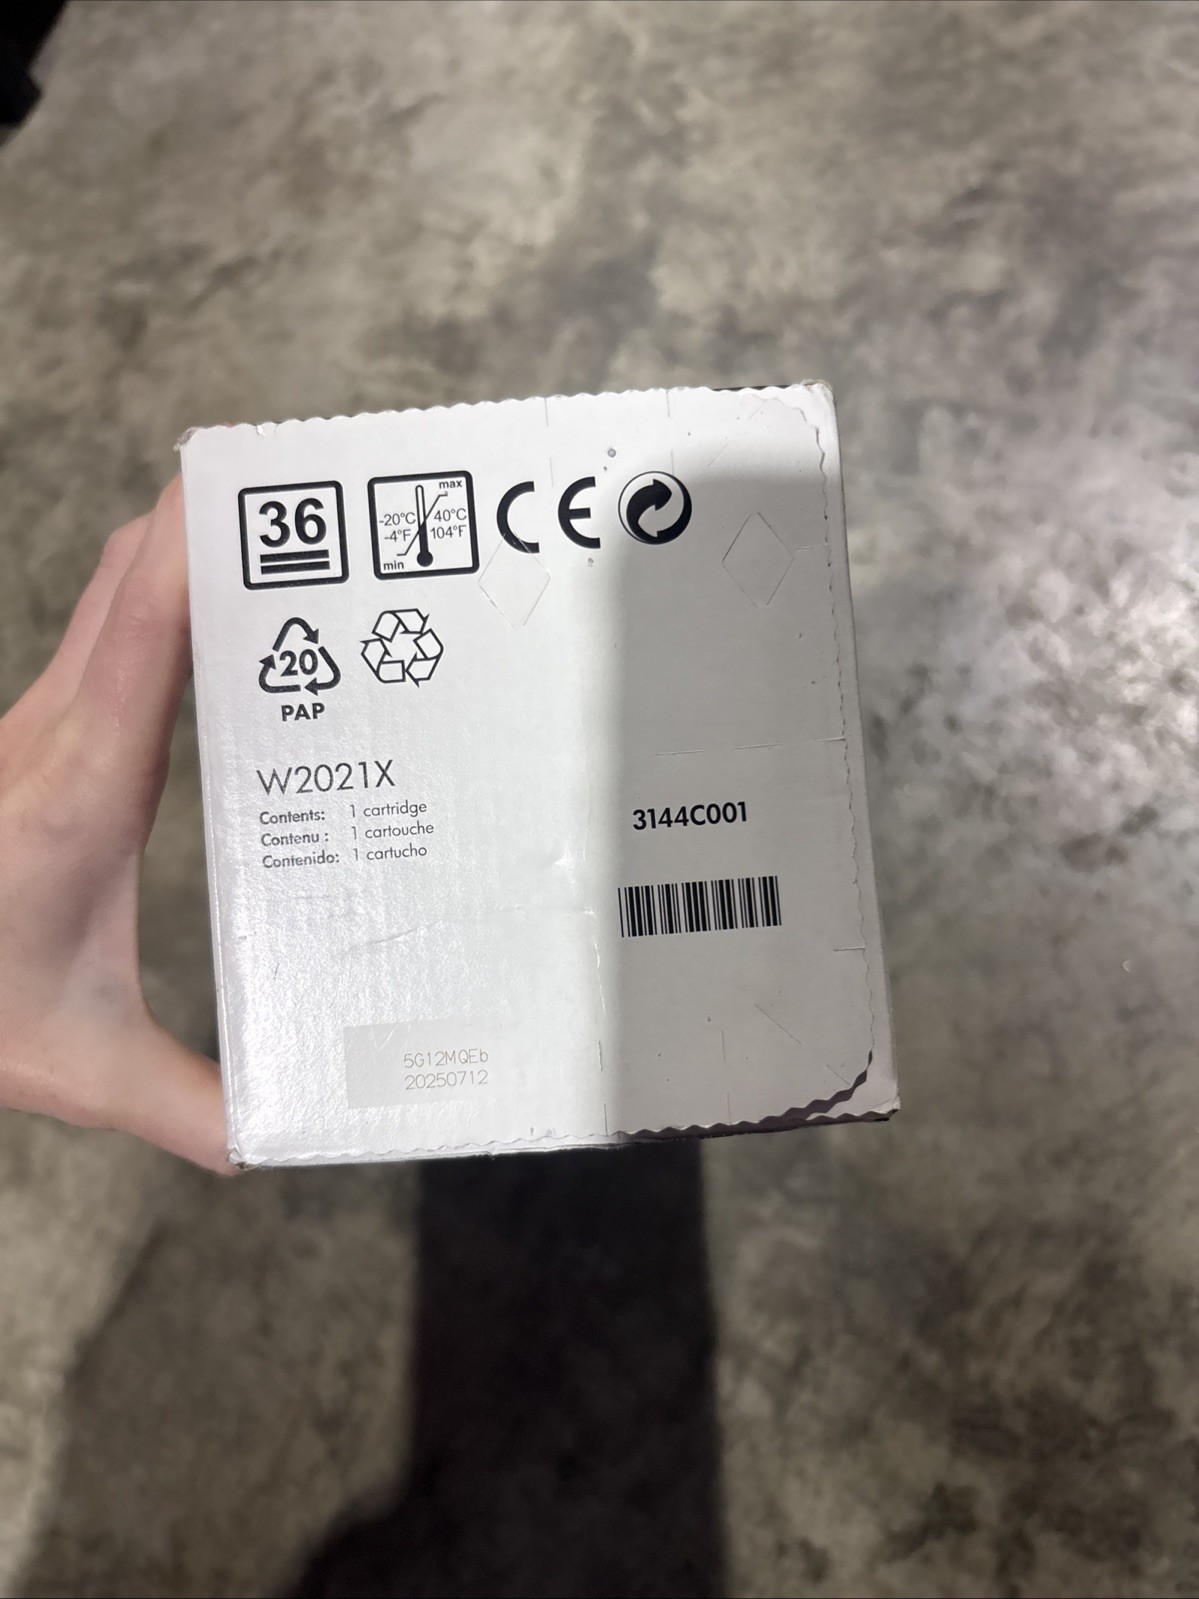 36
max
-20°C 40°C
-4°F 104°F
min
CE
20
PAP
W2021X
Contents: 1 cartridge
Contenu : 1 cartouche
Contenido: 1 cartucho
3144C001
5G12MQEb
20250712